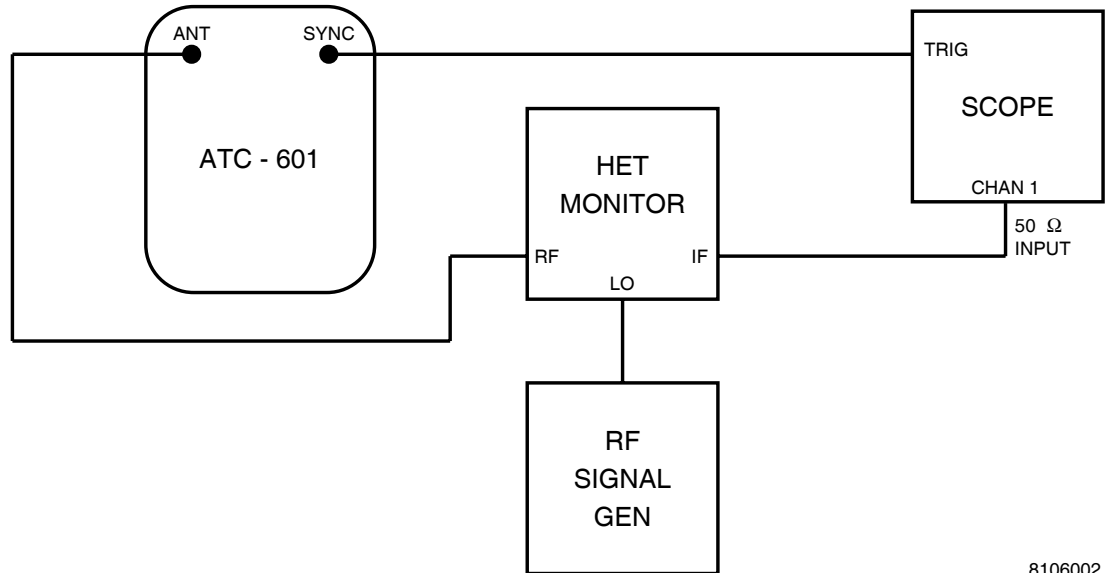 ANT
SYNC
ATC - 601
TRIG
SCOPE
CHAN 1
50 Ω
INPUT
HET
MONITOR
RF
IF
LO
RF
SIGNAL
GEN
8106002